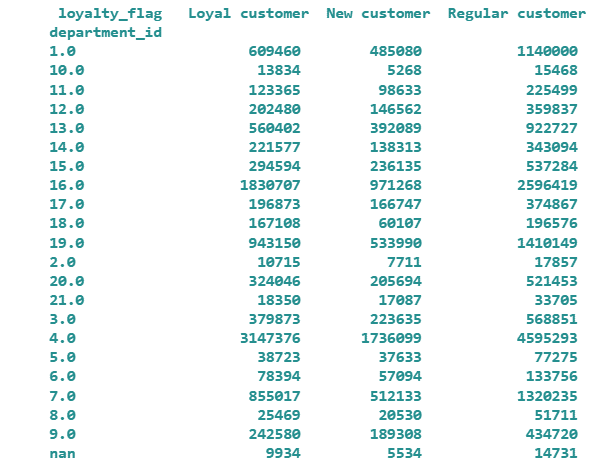 loyalty_flag Loyal customer New customer Regular customer
department_id
1.0 609460 485080 1140000
10.0 13834 5268 15468
11.0 123365 98633 225499
12.0 202480 146562 359837
13.0 560402 392089 922727
14.0 221577 138313 343094
15.0 294594 236135 537284
16.0 1830707 971268 2596419
17.0 196873 166747 374867
18.0 167108 60107 196576
19.0 943150 533990 1410149
2.0 10715 7711 17857
20.0 324046 205694 521453
21.0 18350 17087 33705
3.0 379873 223635 568851
4.0 3147376 1736099 4595293
5.0 38723 37633 77275
6.0 78394 57094 133756
7.0 855017 512133 1320235
8.0 25469 20530 51711
9.0 242580 189308 434720
nan 9934 5534 14731